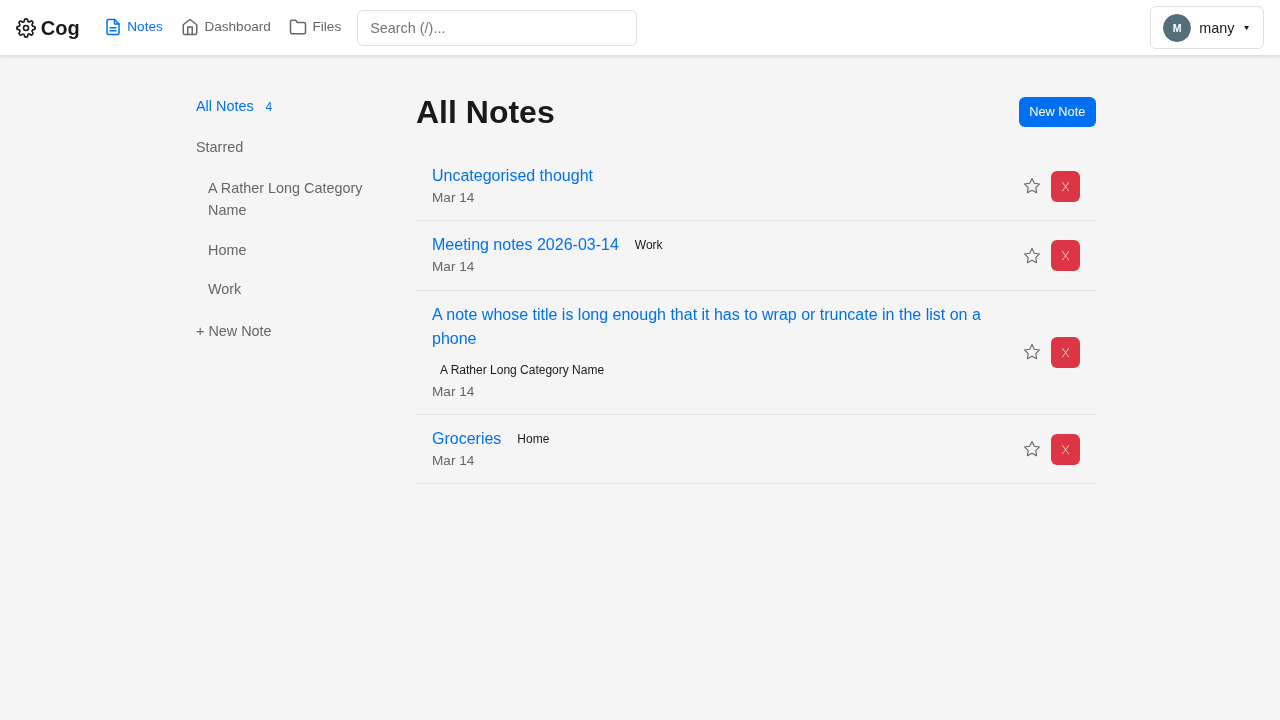 Cog
Notes
Dashboard
Files
Search (/)...
M
many
All Notes 4
Starred
A Rather Long Category
Name
Home
Work
+ New Note
All Notes
New Note
Uncategorised thought
Mar 14
X
Meeting notes 2026-03-14 Work
Mar 14
X
A note whose title is long enough that it has to wrap or truncate in the list on a
phone
A Rather Long Category Name
Mar 14
X
Groceries Home
Mar 14
X